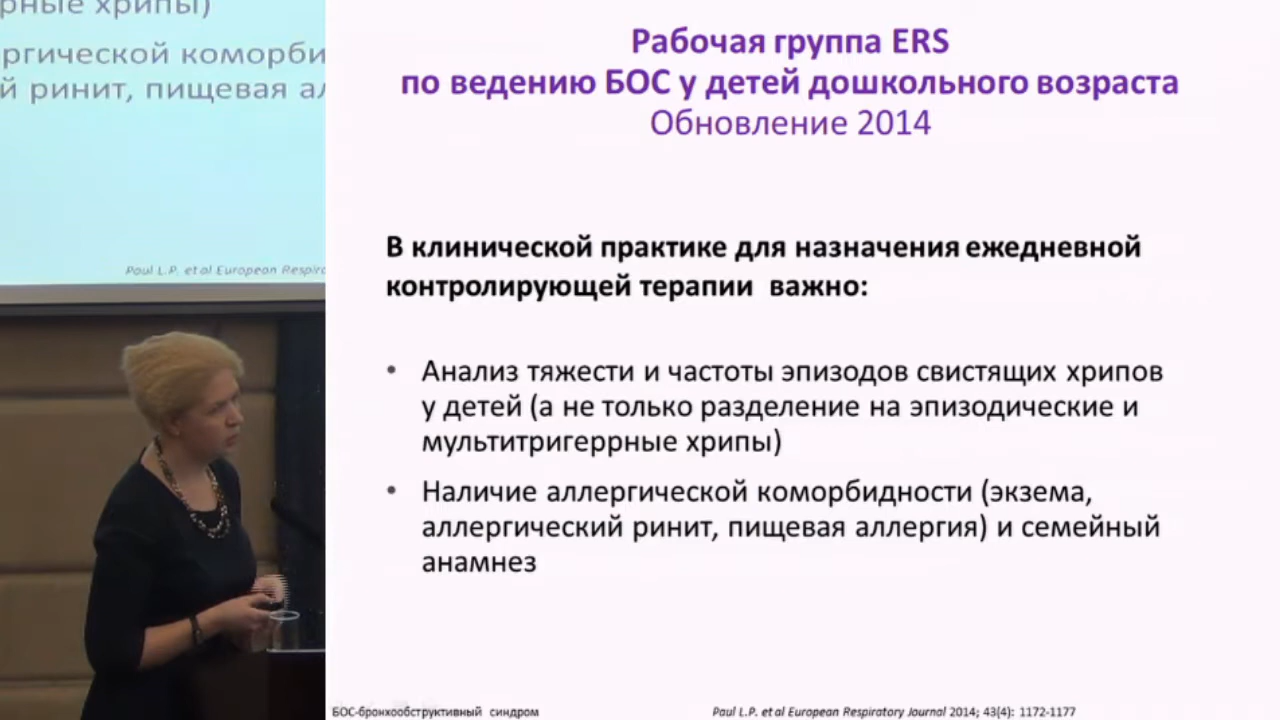 рные хрипы)
ргической коморби
й ринит, пищевая ал
Paul L.P. et al European Respiro
Рабочая группа ERS
по ведению БОС у детей дошкольного возраста
Обновление 2014
В клинической практике для назначения ежедневной
контролирующей терапии важно:
• Анализ тяжести и частоты эпизодов свистящих хрипов
у детей (а не только разделение на эпизодические и
мультитригеррные хрипы)
• Наличие аллергической коморбидности (экзема,
аллергический ринит, пищевая аллергия) и семейный
анамнез
БОС-бронхообструктивный синдром
Paul L.P. et al European Respiratory Journal 2014; 43(4): 1172-1177